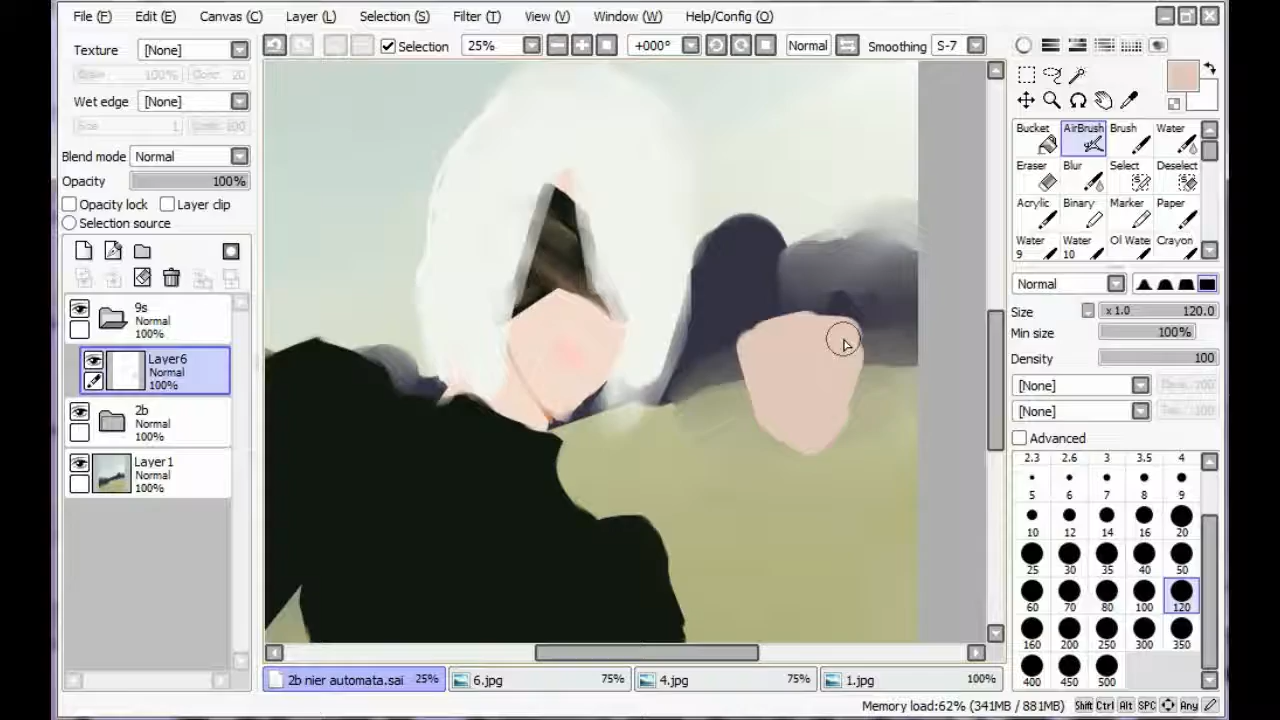 File (F) Edit (E) Canvas (C) Layer (L) Selection (S) Filter (T) View (V) Window (W) Help/Config (O)
Texture [None]
100% 20
Wet edge [None]
1
Blend mode Normal
Opacity 100%
Opacity lock Layer clip
Selection source
9s
Normal
100%
Layer6
Normal
100%
2b
Normal
100%
Layer1
Normal
100%
Selection 25% +000° Normal Smoothing S-7
Bucket AirBrush Brush Water
Eraser Blur Select Deselect
Acrylic Binary Marker Paper
Water 9 Water 10 Ol Wate Crayon
Normal
Size x 1.0 120.0
Min size 100%
Density 100
[None]
[None]
Advanced
2.3 2.6 3 3.5 4
5 6 7 8 9
10 12 14 16 20
25 30 35 40 50
60 70 80 100 120
160 200 250 300 350
400 450 500
2b nier automata.sai 25% 6.jpg 75% 4.jpg 75% 1.jpg 100%
Memory load:62% (341MB / 881MB) Shift Ctrl Alt SPC Any